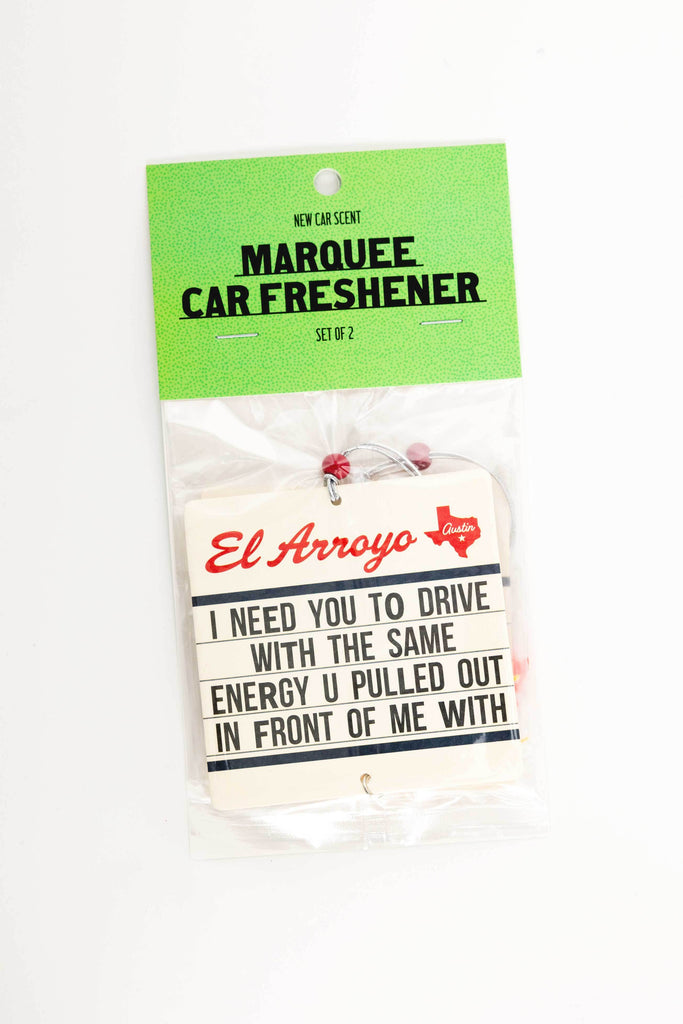 NEW CAR SCENT
MARQUEE
CAR FRESHENER
SET OF 2
El Arroyo
Austin
I NEED YOU TO DRIVE
WITH THE SAME
ENERGY U PULLED OUT
IN FRONT OF ME WITH